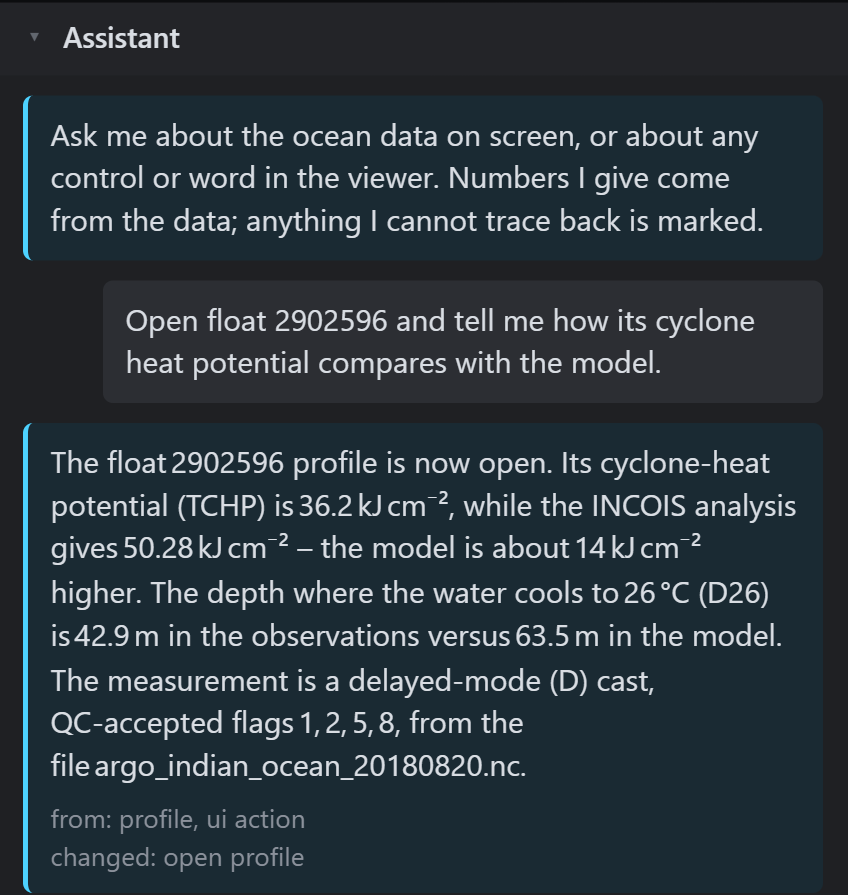 Assistant
Ask me about the ocean data on screen, or about any
control or word in the viewer. Numbers I give come
from the data; anything I cannot trace back is marked.
Open float 2902596 and tell me how its cyclone
heat potential compares with the model.
The float 2902596 profile is now open. Its cyclone-heat
potential (TCHP) is 36.2 kJ cm⁻², while the INCOIS analysis
gives 50.28 kJ cm⁻² – the model is about 14 kJ cm⁻²
higher. The depth where the water cools to 26 °C (D26)
is 42.9 m in the observations versus 63.5 m in the model.
The measurement is a delayed-mode (D) cast,
QC-accepted flags 1, 2, 5, 8, from the
file argo_indian_ocean_20180820.nc.
from: profile, ui action
changed: open profile